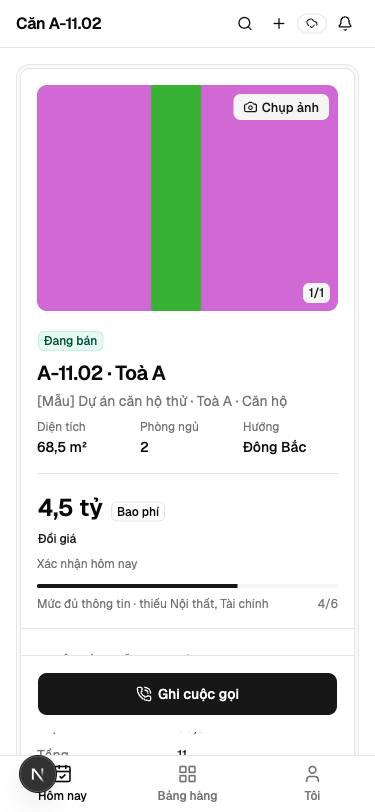 Căn A-11.02
Chụp ảnh
1/1
Đang bán
A-11.02 · Toà A
[Mẫu] Dự án căn hộ thử · Toà A · Căn hộ
Diện tích Phòng ngủ Hướng
68,5 m² 2 Đông Bắc
4,5 tỷ Bao phí
Đổi giá
Xác nhận hôm nay
Mức đủ thông tin · thiếu Nội thất, Tài chính 4/6
Ghi cuộc gọi
Tầng 11
N
Hôm nay Bảng hàng Tôi